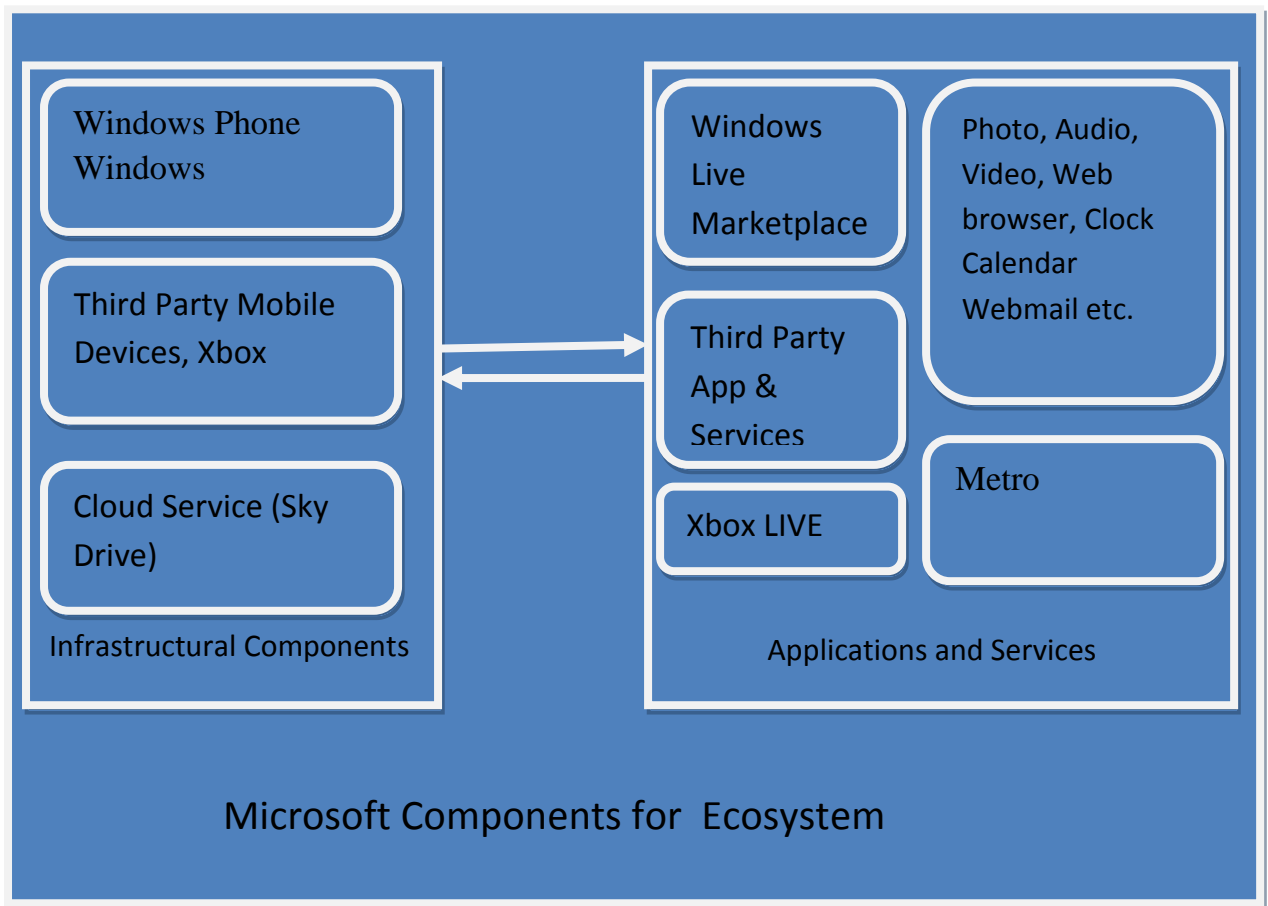 Windows Phone
Windows
Third Party Mobile
Devices, Xbox
Cloud Service (Sky
Drive)
Infrastructural Components
Windows
Live
Marketplace
Third Party
App &
Services
Xbox LIVE
Photo, Audio,
Video, Web
browser, Clock
Calendar
Webmail etc.
Metro
Applications and Services
Microsoft Components for Ecosystem